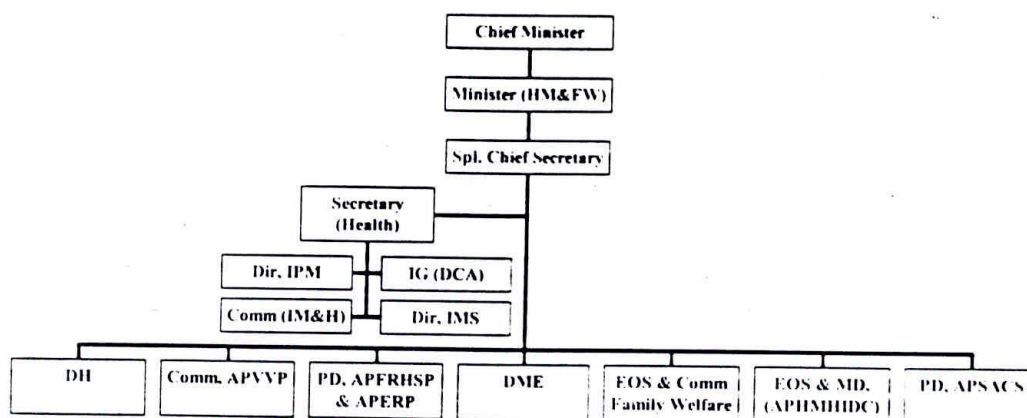 Chief Minister
Minister (HM&FW)
Spl. Chief Secretary
Secretary
(Health)
Dir. IPM
IG (DCA)
Comm (IM&H)
Dir. IMS
DH
Comm. APVVP
PD. APFRHSP
& APERP
DME
EOS & Comm
Family Welfare
EOS & MD.
(APHMHIDC)
PD. APSACS